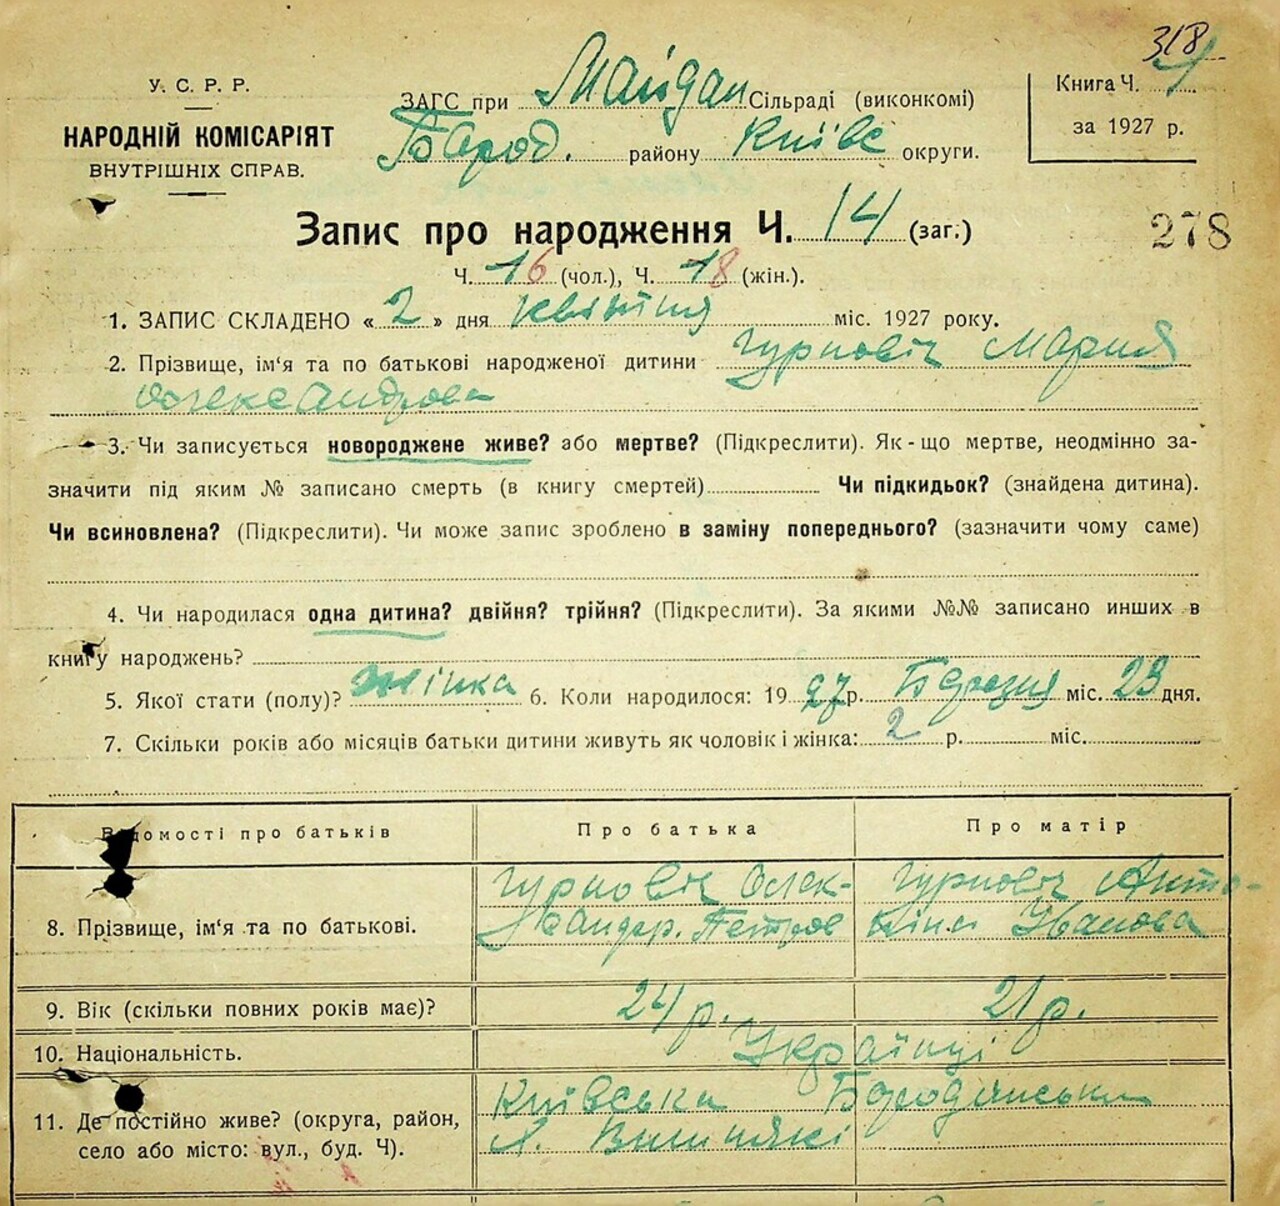 318
У. С. Р. Р.
НАРОДНІЙ КОМІСАРІЯТ
ВНУТРІШНІХ СПРАВ.
ЗАГС при Майдан Сільраді (виконкомі)
Бород. району Київс округи.
Книга Ч. 1
за 1927 р.
278
Запис про народження Ч. 14 (заг.)
Ч. 16 (чол.), Ч. 18 (жін.).
1. ЗАПИС СКЛАДЕНО « 2 » дня квітня міс. 1927 року.
2. Прізвище, ім'я та по батькові народженої дитини Гурнович Мария
Олександрова
3. Чи записується новороджене живе? або мертве? (Підкреслити). Як-що мертве, неодмінно за-
значити під яким № записано смерть (в книгу смертей) Чи підкидьок? (знайдена дитина).
Чи всиновлена? (Підкреслити). Чи може запис зроблено в заміну попереднього? (зазначити чому саме)
4. Чи народилася одна дитина? двійня? трійня? (Підкреслити). За якими №№ записано инших в
книгу народжень?
5. Якої стати (полу)? жінка 6. Коли народилося: 1927 р. Березня міс. 23 дня.
7. Скільки років або місяців батьки дитини живуть як чоловік і жінка: 2 р. міс.
Відомості про батьків Про батька Про матір
8. Прізвище, ім'я та по батькові.
Гурнович Олек-
сандр. Петров
Гурнович Анто-
ніна Іванова
9. Вік (скільки повних років має)? 24 р. 21 р.
10. Національність. Українці
11. Де постійно живе? (округа, район,
село або місто: вул., буд. Ч).
Київська Бородянська